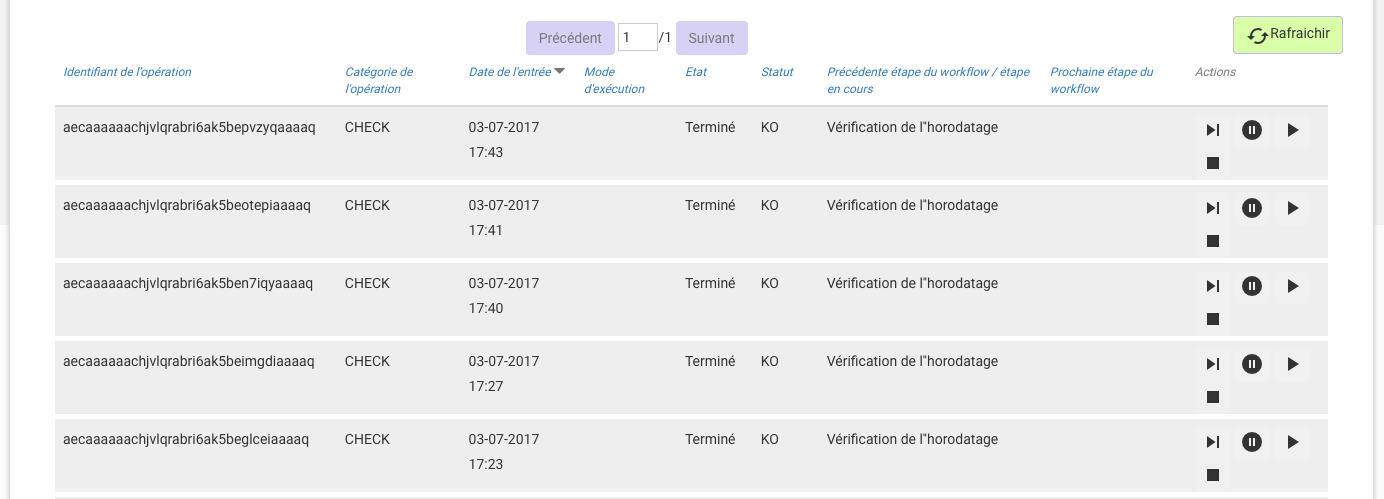 Précédent 1 /1 Suivant
Rafraichir
Identifiant de l'opération Catégorie de l'opération Date de l'entrée Mode d'exécution Etat Statut Précédente étape du workflow / étape en cours Prochaine étape du workflow Actions
aecaaaaaachjvlqrabri6ak5bepvzyqaaaaq CHECK 03-07-2017 Terminé KO Vérification de l''horodatage
17:43
aecaaaaaachjvlqrabri6ak5beotepiaaaaq CHECK 03-07-2017 Terminé KO Vérification de l''horodatage
17:41
aecaaaaaachjvlqrabri6ak5ben7iqyaaaaq CHECK 03-07-2017 Terminé KO Vérification de l''horodatage
17:40
aecaaaaaachjvlqrabri6ak5beimgdiaaaaq CHECK 03-07-2017 Terminé KO Vérification de l''horodatage
17:27
aecaaaaaachjvlqrabri6ak5beglceiaaaaq CHECK 03-07-2017 Terminé KO Vérification de l''horodatage
17:23